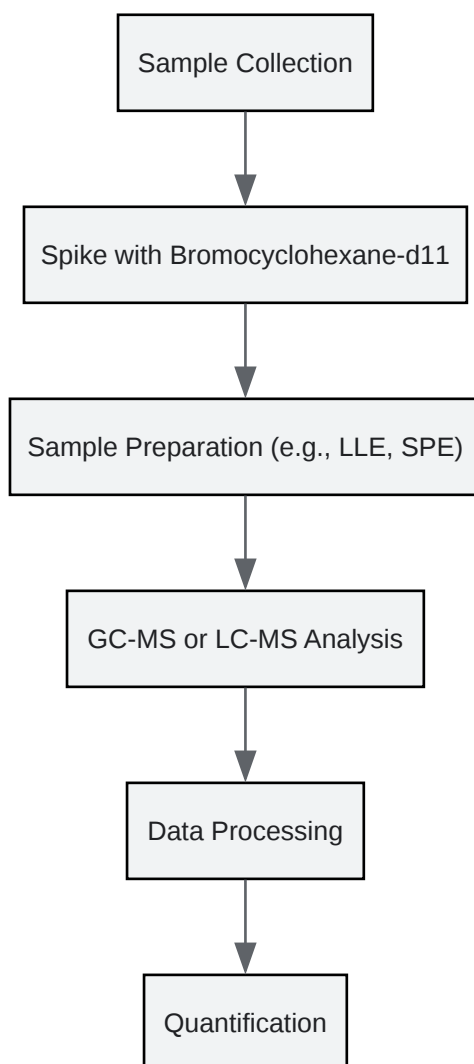 Sample Collection
Spike with Bromocyclohexane-d11
Sample Preparation (e.g., LLE, SPE)
GC-MS or LC-MS Analysis
Data Processing
Quantification